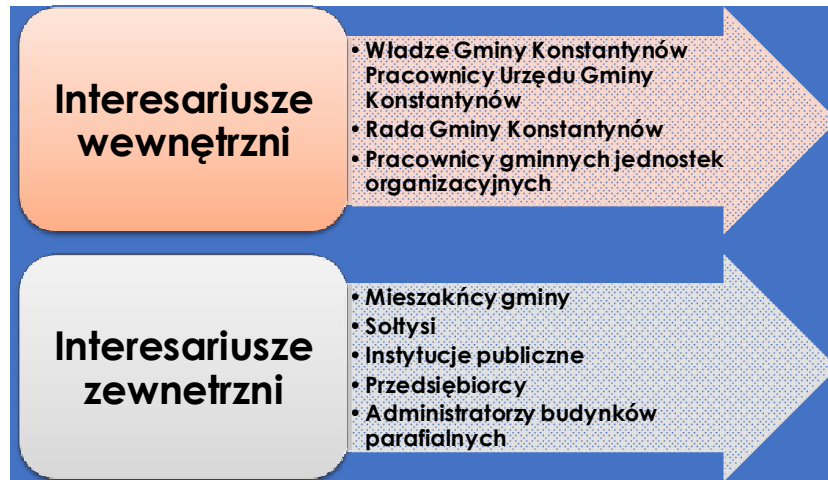 Interesariusze
wewnętrzni
• Władze Gminy Konstantynów
Pracownicy Urzędu Gminy
Konstantynów
• Rada Gminy Konstantynów
• Pracownicy gminnych jednostek
organizacyjnych
Interesariusze
zewnetrzni
• Mieszakńcy gminy
• Sołtysi
• Instytucje publiczne
• Przedsiębiorcy
• Administratorzy budynków
parafialnych